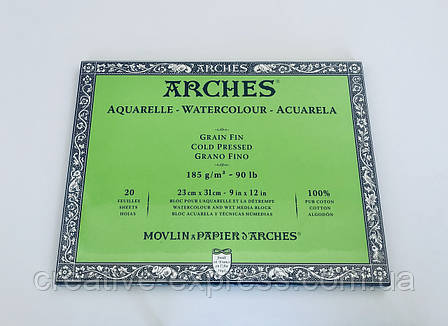 ARCHES®
AQUARELLE - WATERCOLOUR - ACUARELA
GRAIN FIN
COLD PRESSED
GRANO FINO
185 g/m² - 90 lb
20
FEUILLES
SHEETS
HOJAS
23 cm x 31 cm - 9 in x 12 in
BLOC POUR L'AQUARELLE ET LA DÉTREMPE
WATERCOLOUR AND WET MEDIA BLOCK
BLOC ACUARELA Y TÉCNICAS HÚMEDAS
100%
PUR COTON
COTTON
ALGODÓN
MOVLIN A PAPIER D'ARCHES®
creative-express.com.ua